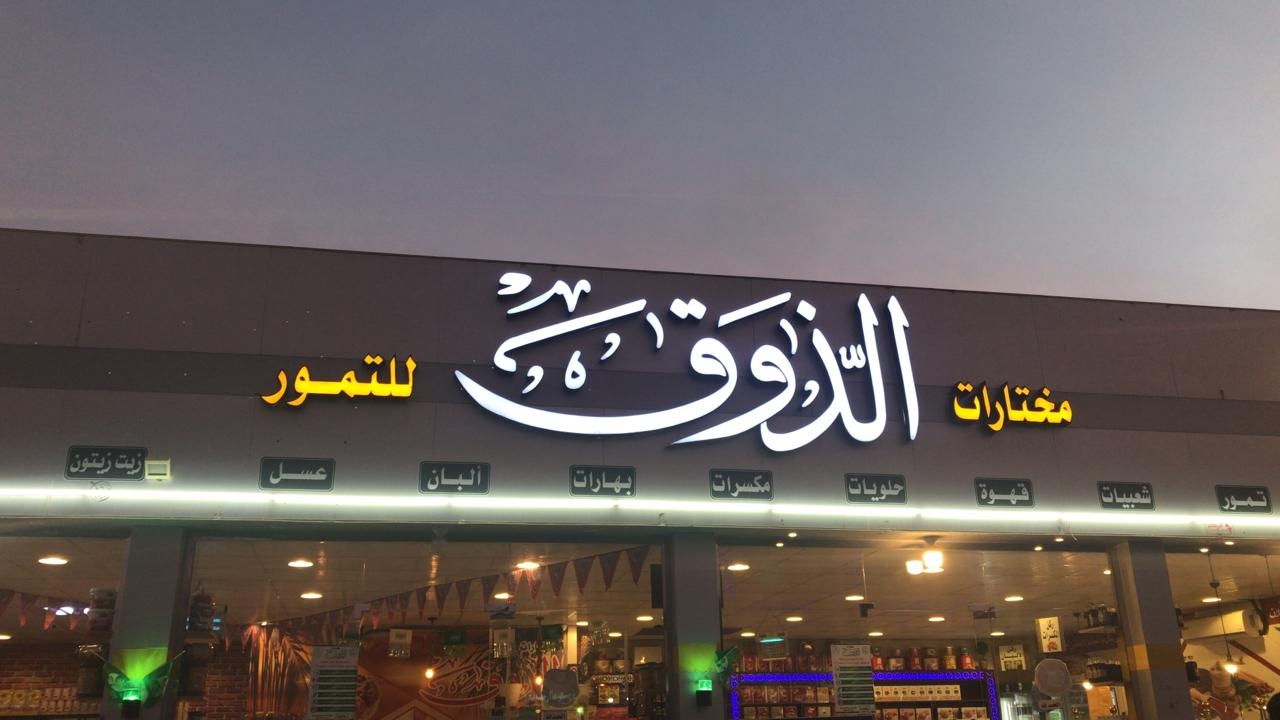 مختارات الذوق للتمور
تمور شعبيات قهوة حلويات مكسرات بهارات ألبان عسل زيت زيتون